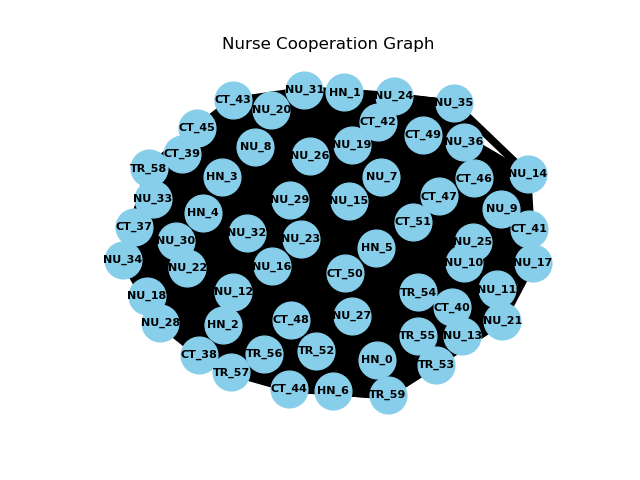 Nurse Cooperation Graph
NU_31
HN_1
NU_24
CT_43
NU_35
NU_20
CT_42
CT_45
CT_49
NU_36
NU_8
NU_19
CT_39
NU_26
TR_58
NU_14
HN_3
NU_7
CT_46
NU_33
CT_47
NU_29
NU_15
NU_9
HN_4
CT_51
CT_37
CT_41
NU_32
NU_23
NU_30
NU_25
HN_5
NU_34
NU_10
NU_17
NU_22
NU_16
CT_50
NU_11
NU_12
TR_54
NU_18
CT_40
NU_28
HN_2
CT_48
NU_27
NU_21
TR_55
NU_13
CT_38
TR_56
TR_52
HN_0
TR_53
TR_57
CT_44
HN_6
TR_59